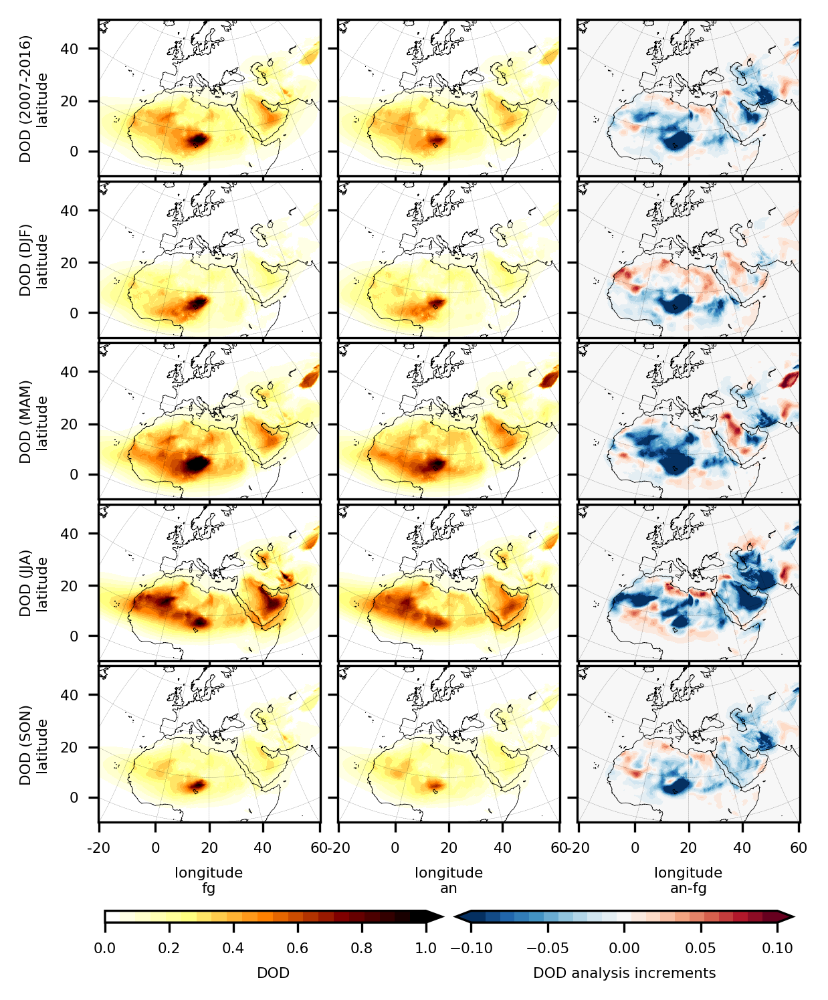 DOD (2007-2016)
latitude
40
20
0
DOD (DJF)
latitude
40
20
0
DOD (MAM)
latitude
40
20
0
DOD (JJA)
latitude
40
20
0
DOD (SON)
latitude
40
20
0
-20 0 20 40 60
-20 0 20 40 60
-20 0 20 40 60
longitude longitude longitude
fg an an-fg
0.0 0.2 0.4 0.6 0.8 1.0
−0.10 −0.05 0.00 0.05 0.10
DOD
DOD analysis increments